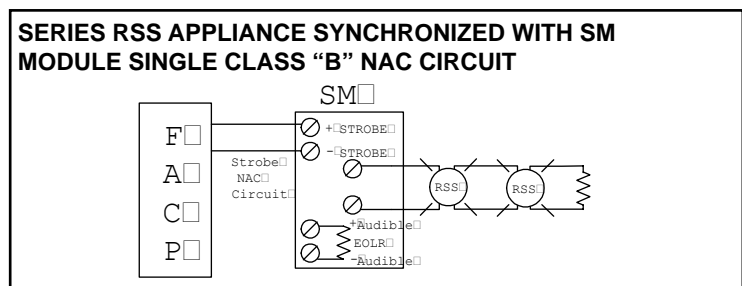 SERIES RSS APPLIANCE SYNCHRONIZED WITH SM
MODULE SINGLE CLASS “B” NAC CIRCUIT
SM□
F□
A□
C□
P□
Strobe□
NAC□
Circuit□
+□STROBE□
-□STROBE□
RSS□
RSS□
+Audible□
EOLR□
-Audible□